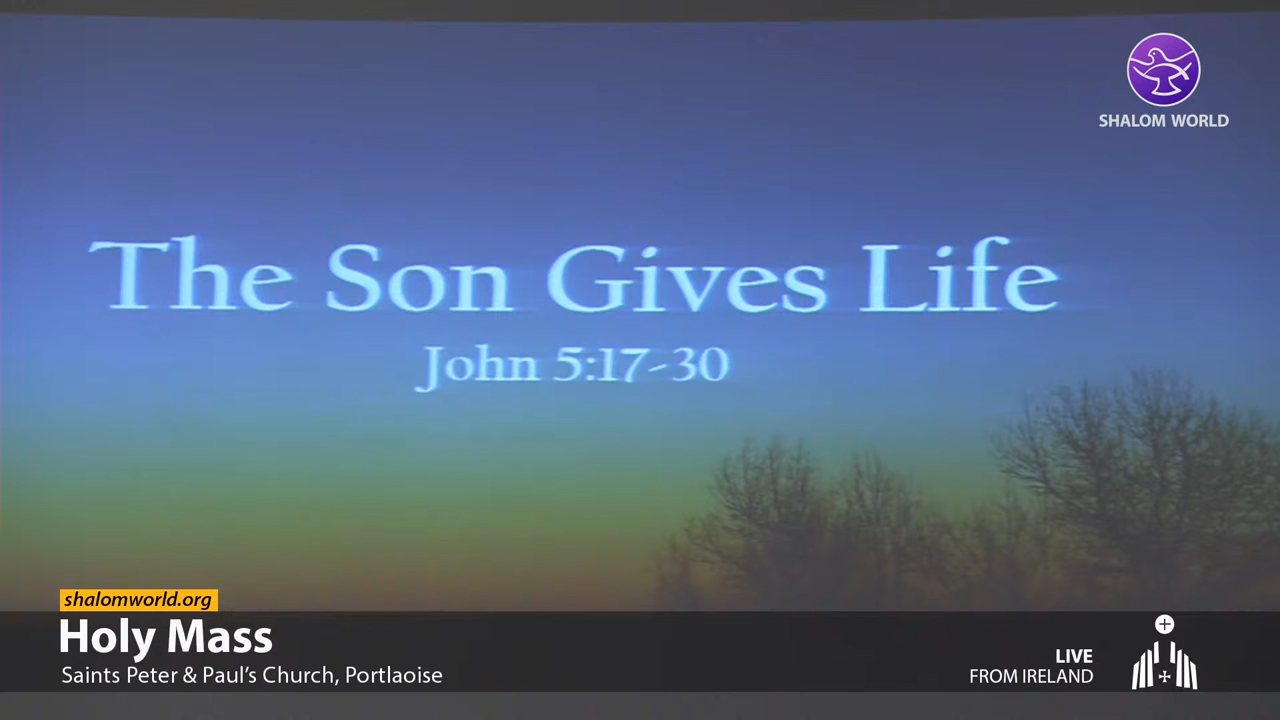 SHALOM WORLD
The Son Gives Life
John 5:17-30
shalomworld.org
Holy Mass
Saints Peter & Paul's Church, Portlaoise
LIVE
FROM IRELAND